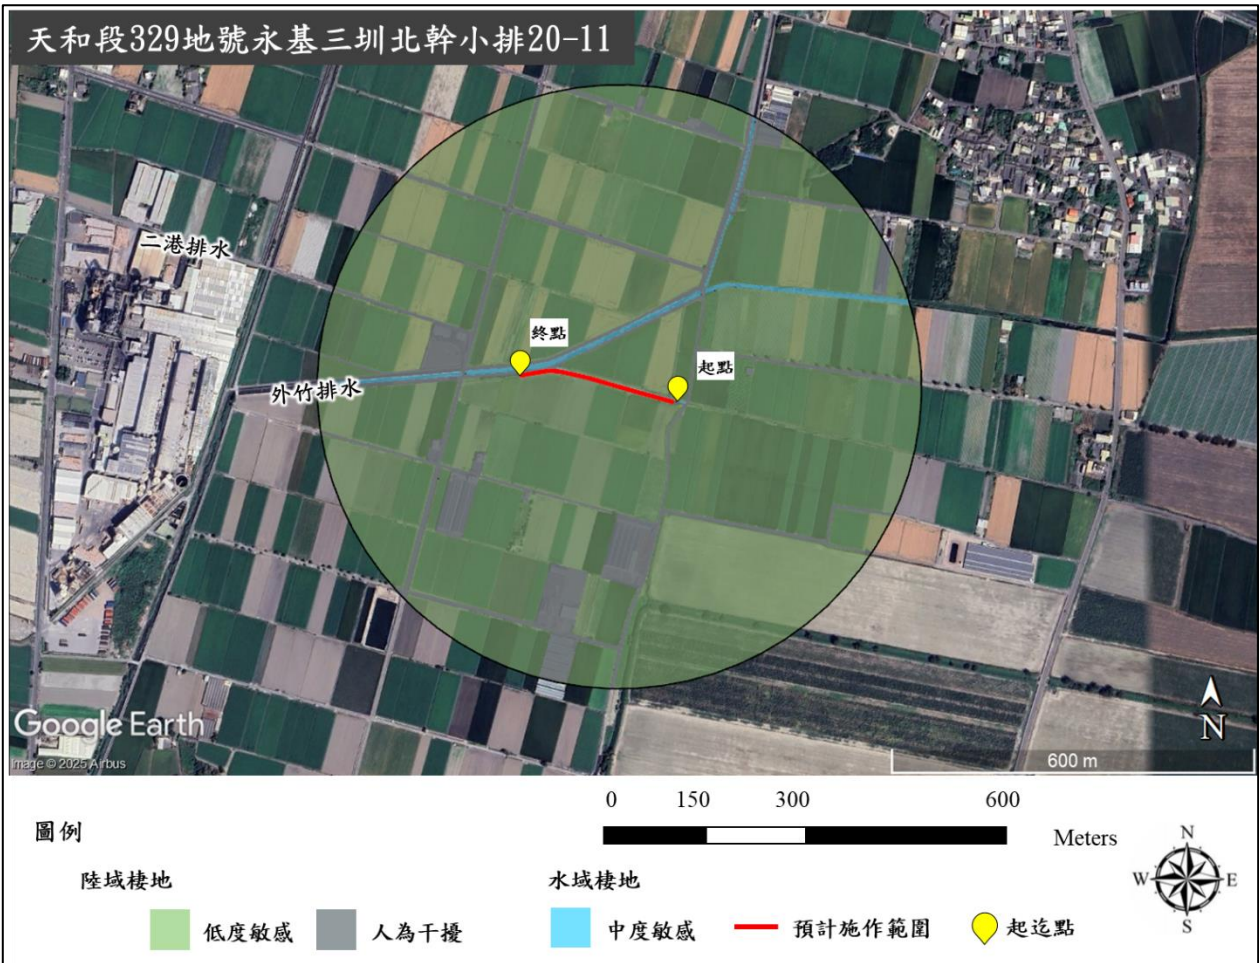 天和段329地號永基三圳北幹小排20-11
二港排水
終點
起點
外竹排水
N
Google Earth
Image © 2025 Airbus
600 m
0 150 300 600
Meters
圖例
陸域棲地
水域棲地
低度敏感
人為干擾
中度敏感
預計施作範圍
起迄點
N
W E
S